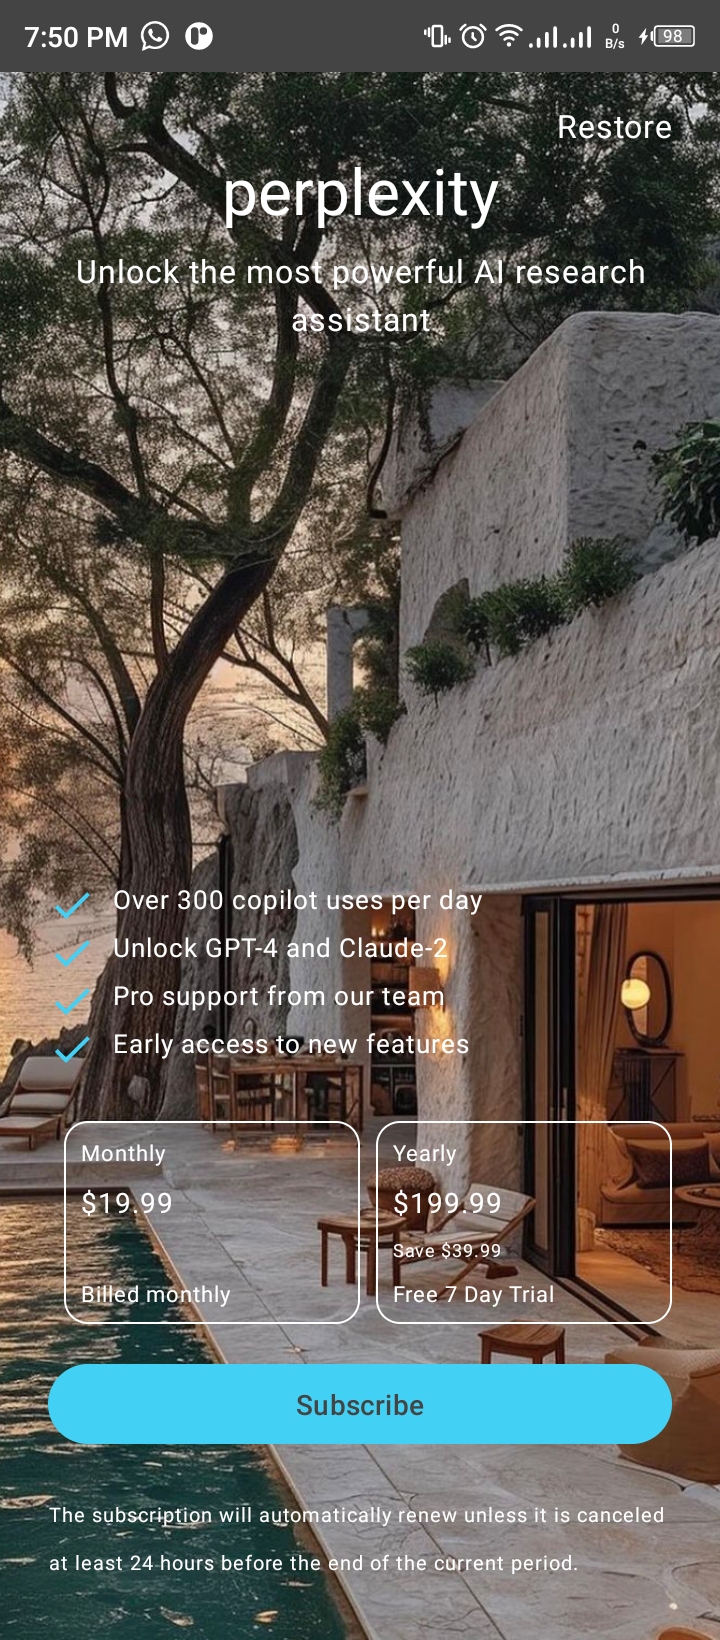 7:50 PM
0
B/s
98
Restore
perplexity
Unlock the most powerful AI research
assistant
Over 300 copilot uses per day
Unlock GPT-4 and Claude-2
Pro support from our team
Early access to new features
Monthly
$19.99
Billed monthly
Yearly
$199.99
Save $39.99
Free 7 Day Trial
Subscribe
The subscription will automatically renew unless it is canceled
at least 24 hours before the end of the current period.